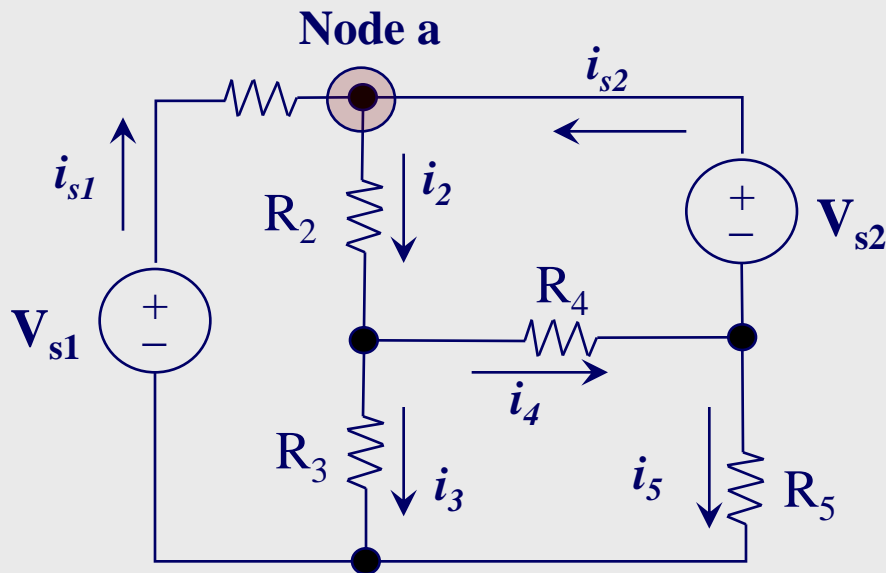 Node a
i_s2
i_s1
i_2
R_2
+
−
V_s2
+
−
V_s1
R_4
i_4
R_3
i_3
i_5
R_5